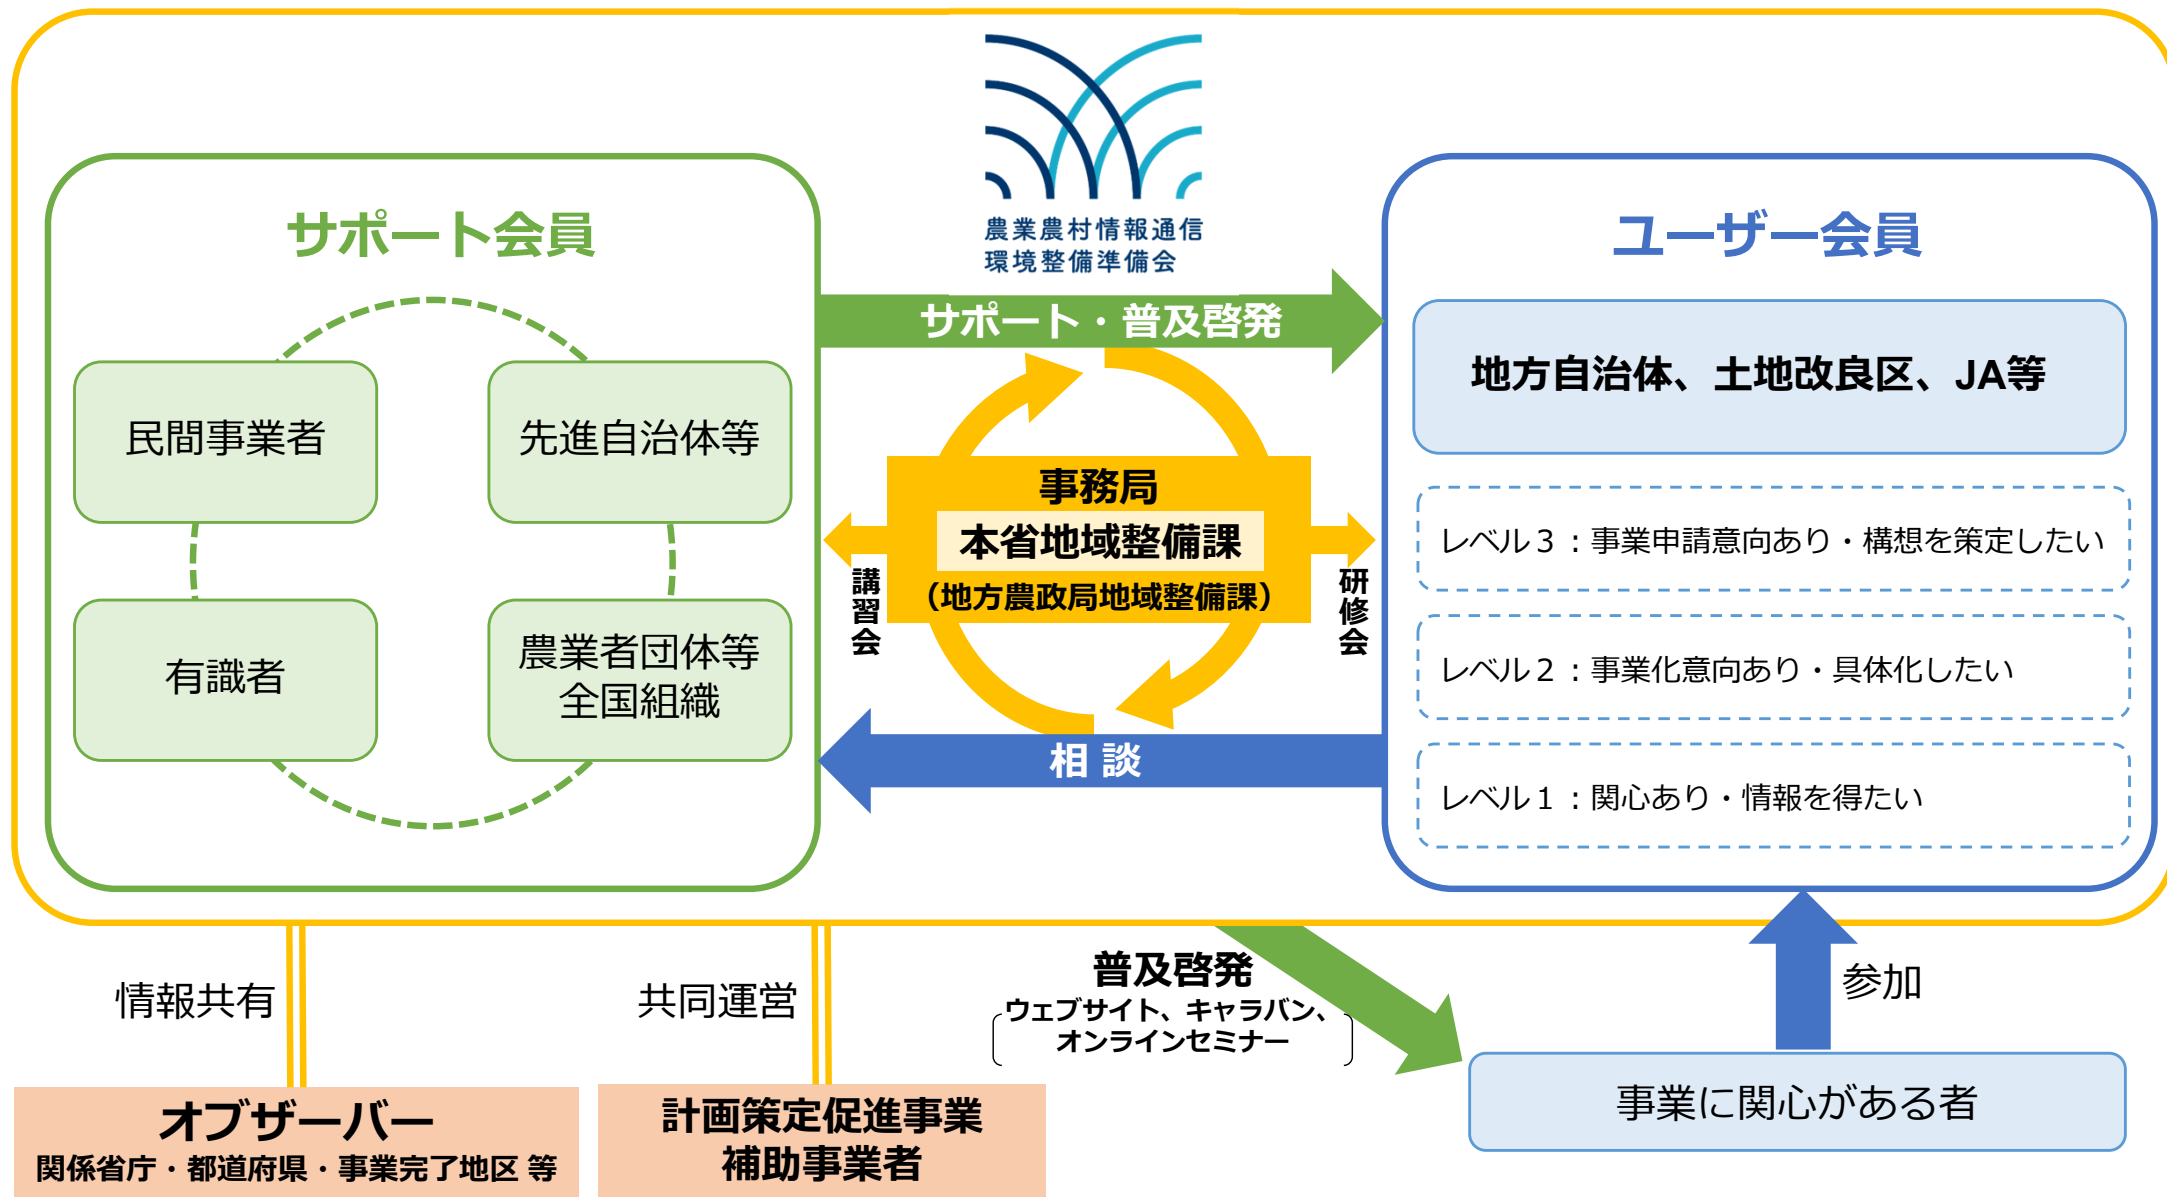 農業農村情報通信
環境整備準備会
サポート会員
民間事業者
先進自治体等
有識者
農業者団体等
全国組織
サポート・普及啓発
事務局
本省地域整備課
（地方農政局地域整備課）
講習会
研修会
相 談
ユーザー会員
地方自治体、土地改良区、JA等
レベル３：事業申請意向あり・構想を策定したい
レベル２：事業化意向あり・具体化したい
レベル１：関心あり・情報を得たい
情報共有
共同運営
普及啓発
ウェブサイト、キャラバン、
オンラインセミナー
参加
オブザーバー
関係省庁・都道府県・事業完了地区 等
計画策定促進事業
補助事業者
事業に関心がある者